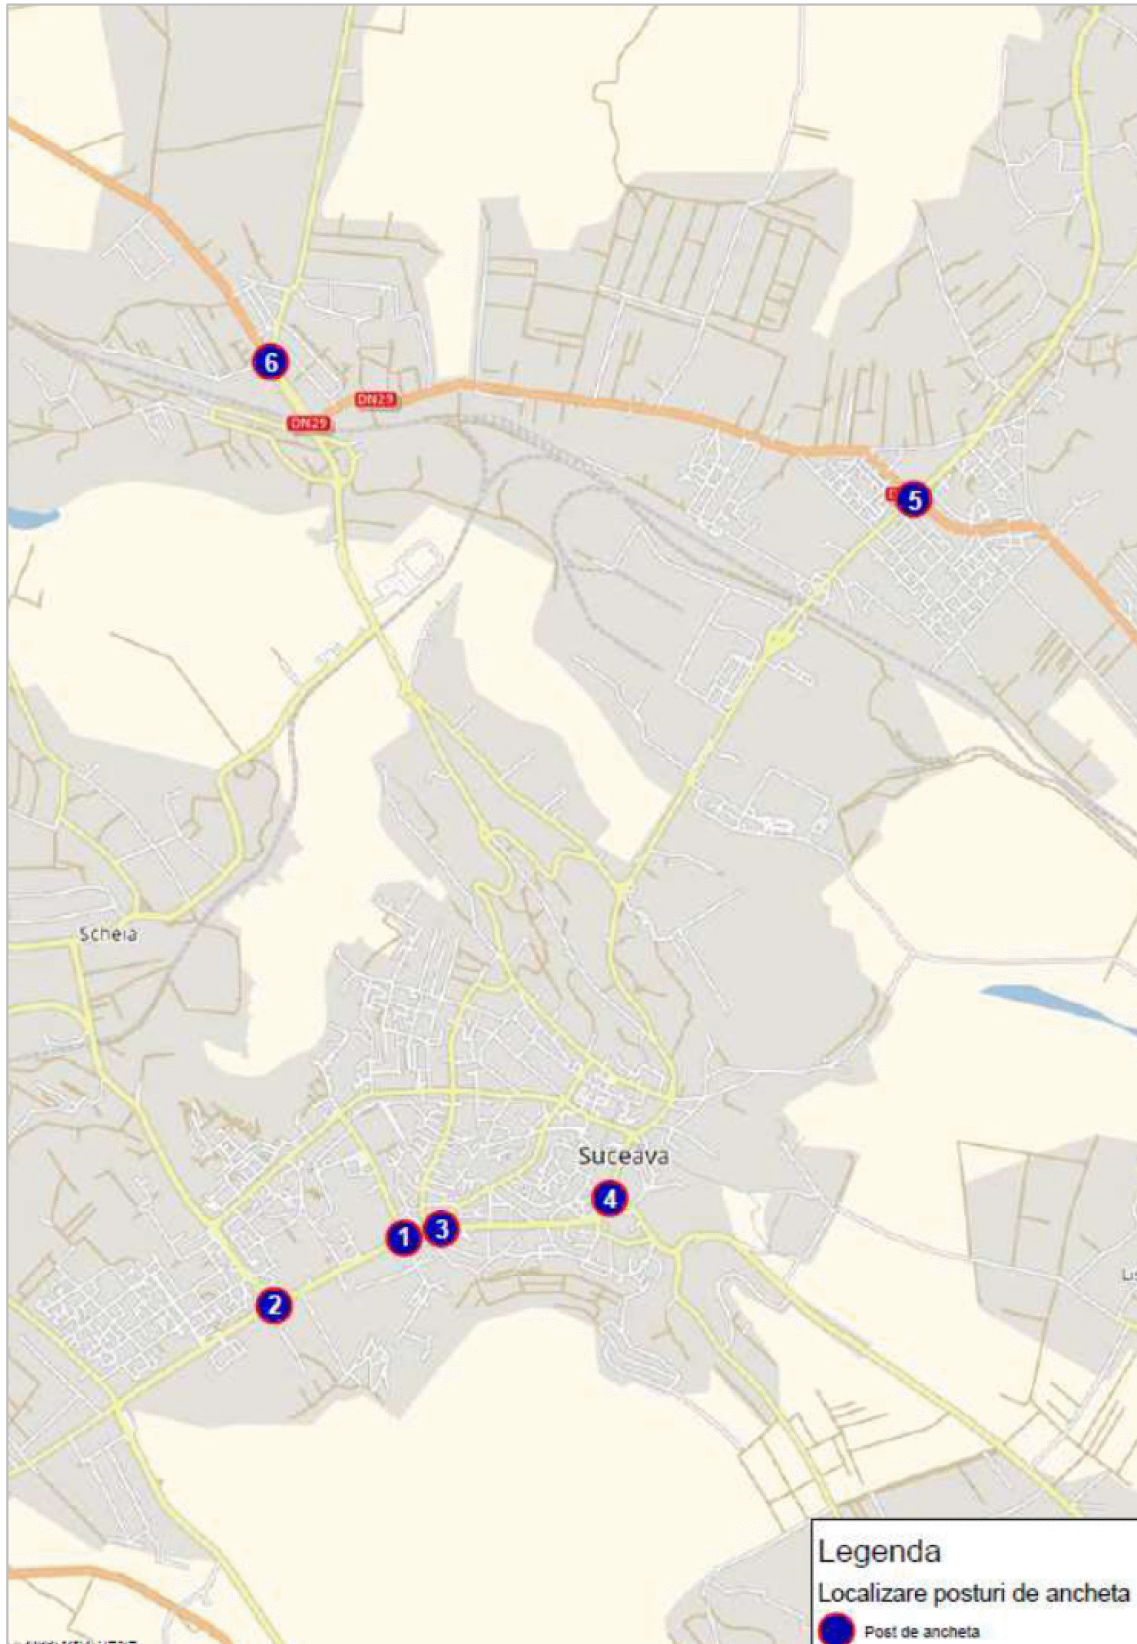 6
DN29
DN29
5
Scheia
Suceava
4
3
1
2
Legenda
Localizare posturi de ancheta
Post de ancheta